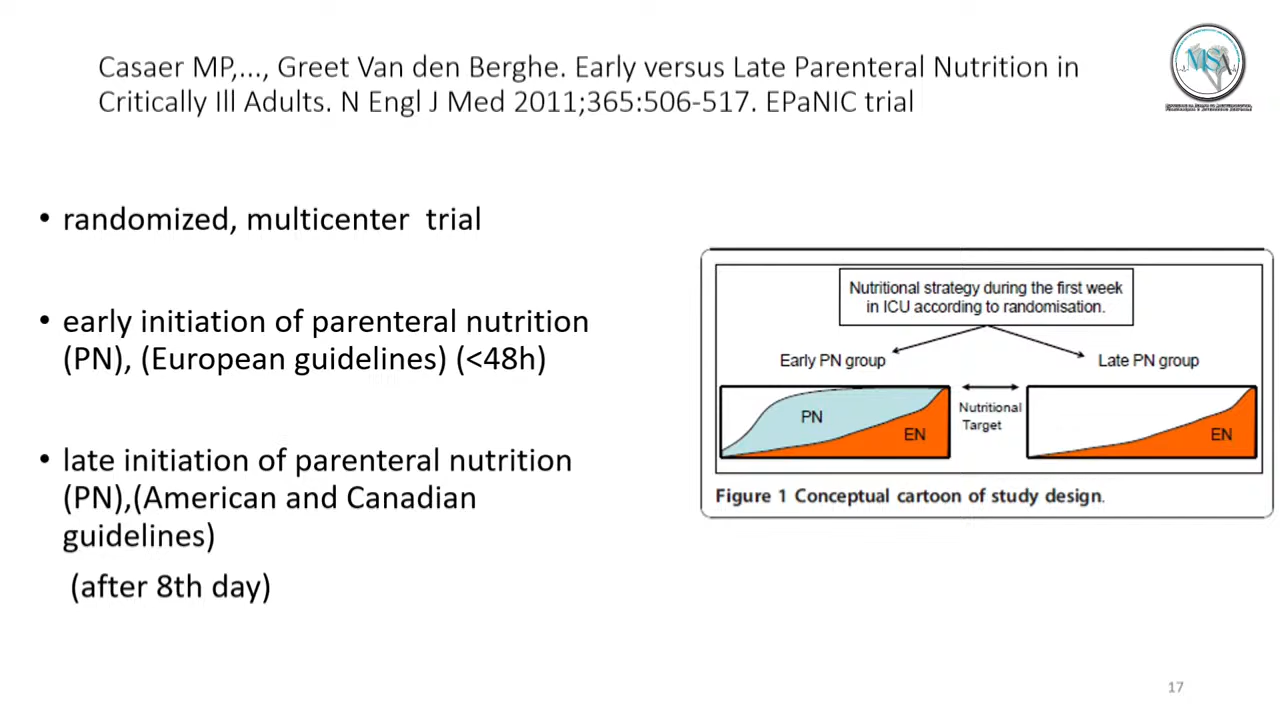 Casaer MP,..., Greet Van den Berghe. Early versus Late Parenteral Nutrition in
Critically Ill Adults. N Engl J Med 2011;365:506-517. EPaNIC trial
MSA
• randomized, multicenter trial
• early initiation of parenteral nutrition
(PN), (European guidelines) (<48h)
• late initiation of parenteral nutrition
(PN),(American and Canadian
guidelines)
(after 8th day)
Nutritional strategy during the first week
in ICU according to randomisation.
Early PN group
Late PN group
PN
EN
Nutritional
Target
EN
Figure 1 Conceptual cartoon of study design.
17